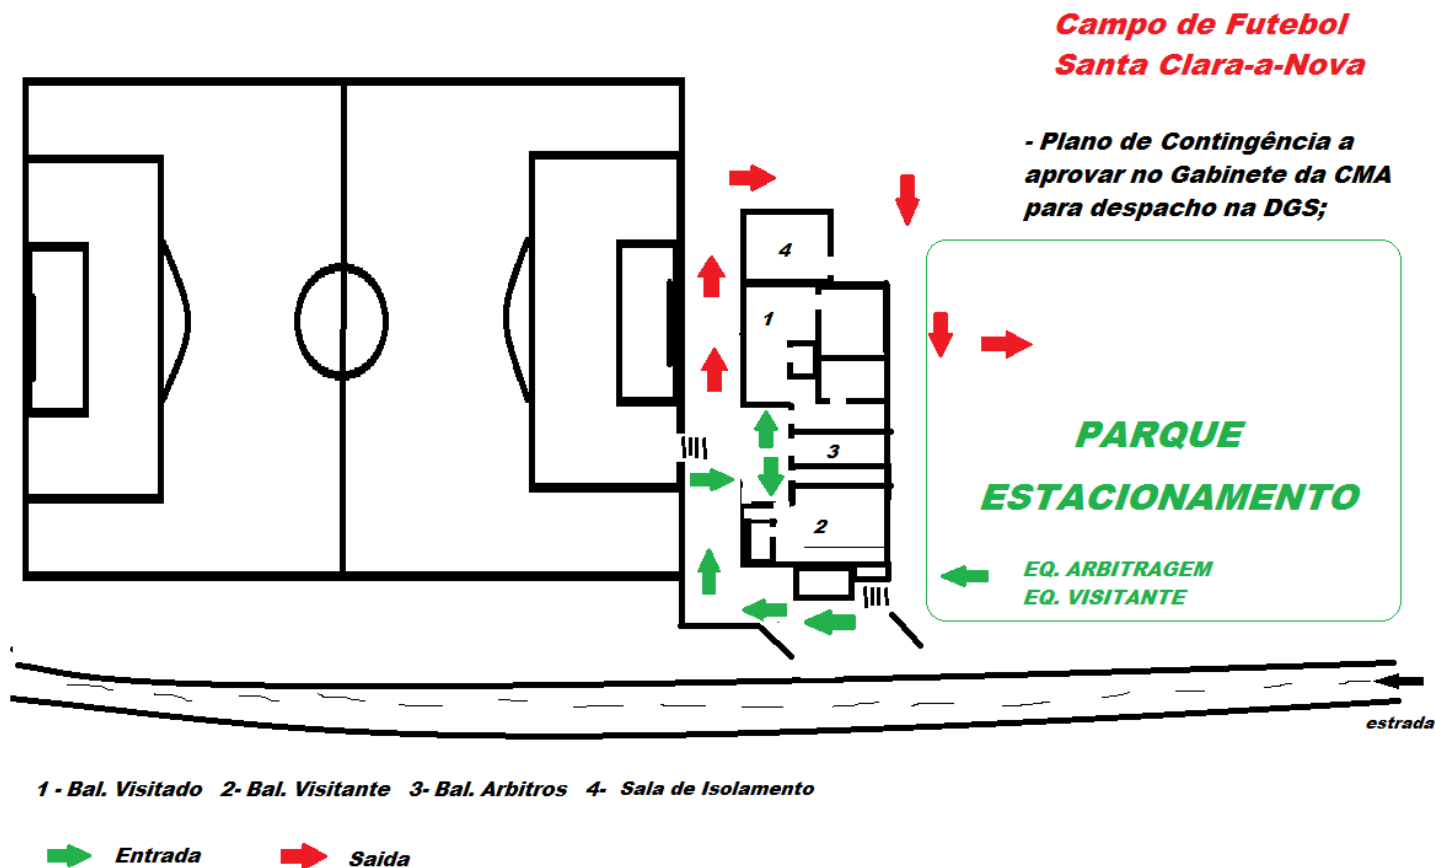 Campo de Futebol
Santa Clara-a-Nova
- Plano de Contingência a
aprovar no Gabinete da CMA
para despacho na DGS;
4
1
3
2
PARQUE
ESTACIONAMENTO
EQ. ARBITRAGEM
EQ. VISITANTE
estrada
1 - Bal. Visitado 2- Bal. Visitante 3- Bal. Arbitros 4- Sala de Isolamento
Entrada Saida